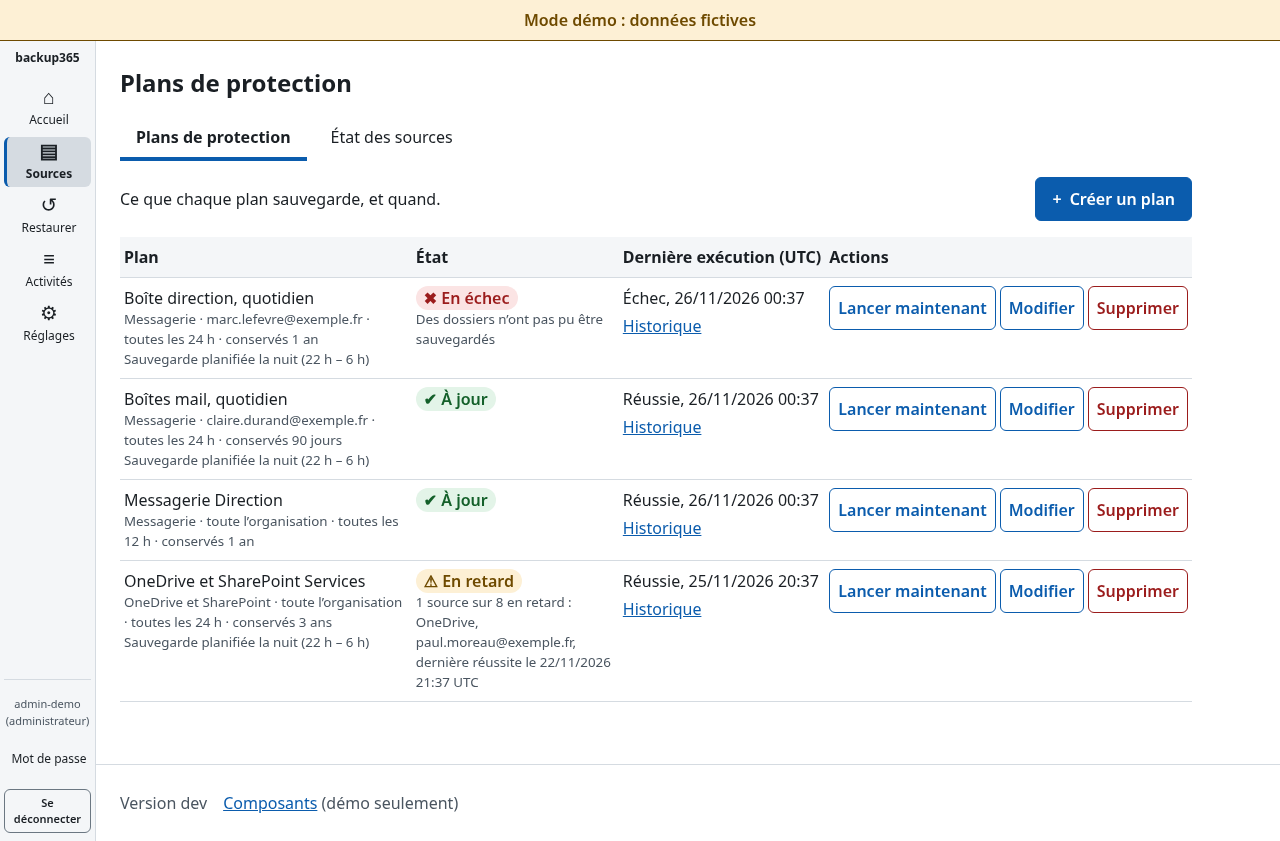 Mode démo : données fictives
backup365
Accueil
Sources
Restaurer
Activités
Réglages
admin-demo
(administrateur)
Mot de passe
Se
déconnecter
Plans de protection
Plans de protection État des sources
Ce que chaque plan sauvegarde, et quand.
+ Créer un plan
Plan État Dernière exécution (UTC) Actions
Boîte direction, quotidien
Messagerie · marc.lefevre@exemple.fr ·
toutes les 24 h · conservés 1 an
Sauvegarde planifiée la nuit (22 h – 6 h)
✖ En échec
Des dossiers n’ont pas pu être
sauvegardés
Échec, 26/11/2026 00:37
Historique
Lancer maintenant Modifier Supprimer
Boîtes mail, quotidien
Messagerie · claire.durand@exemple.fr ·
toutes les 24 h · conservés 90 jours
Sauvegarde planifiée la nuit (22 h – 6 h)
✔ À jour
Réussie, 26/11/2026 00:37
Historique
Lancer maintenant Modifier Supprimer
Messagerie Direction
Messagerie · toute l’organisation · toutes les
12 h · conservés 1 an
✔ À jour
Réussie, 26/11/2026 00:37
Historique
Lancer maintenant Modifier Supprimer
OneDrive et SharePoint Services
OneDrive et SharePoint · toute l’organisation
· toutes les 24 h · conservés 3 ans
Sauvegarde planifiée la nuit (22 h – 6 h)
⚠ En retard
1 source sur 8 en retard :
OneDrive,
paul.moreau@exemple.fr,
dernière réussite le 22/11/2026
21:37 UTC
Réussie, 25/11/2026 20:37
Historique
Lancer maintenant Modifier Supprimer
Version dev Composants (démo seulement)